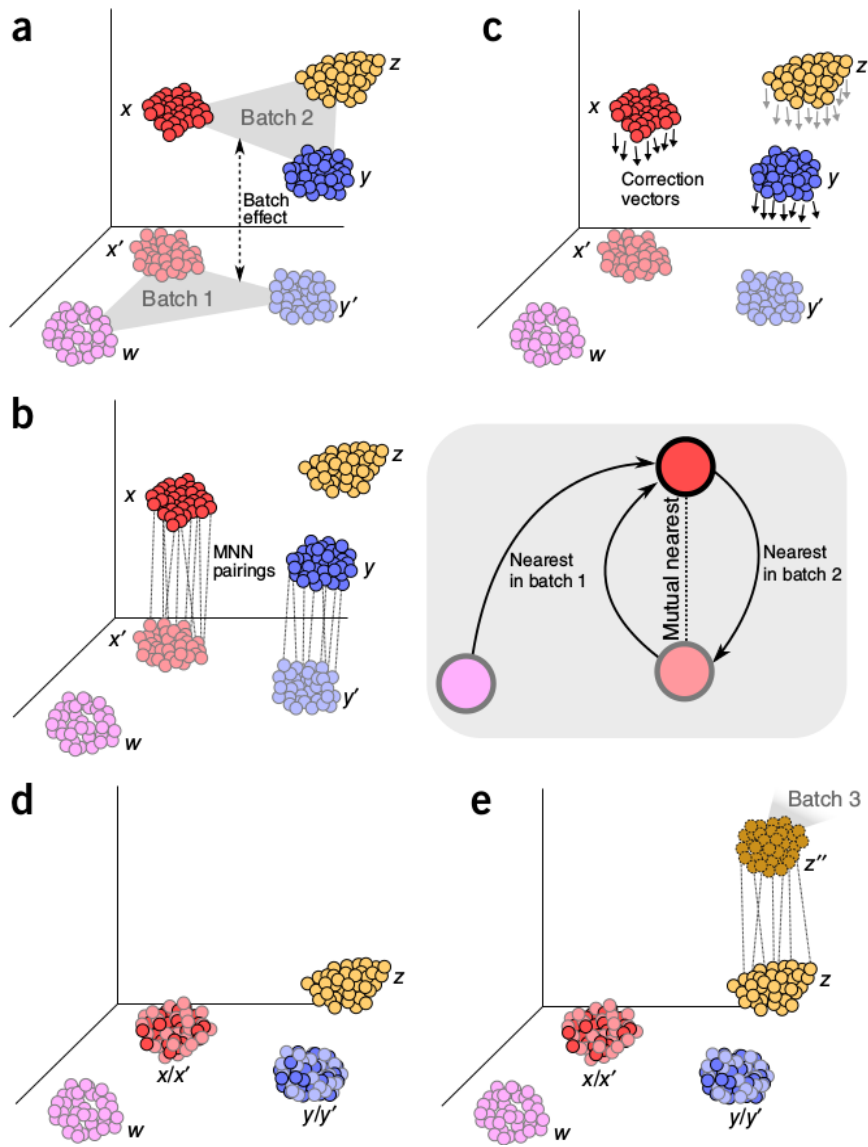 a
z
x
Batch 2
y
Batch
effect
x′
Batch 1
y′
w
c
z
x
y
Correction
vectors
x′
y′
w
b
z
x
MNN
pairings
y
x′
y′
w
Nearest
in batch 1
Mutual nearest
Nearest
in batch 2
d
z
x/x′
y/y′
w
e
Batch 3
z′′
z
x/x′
y/y′
w